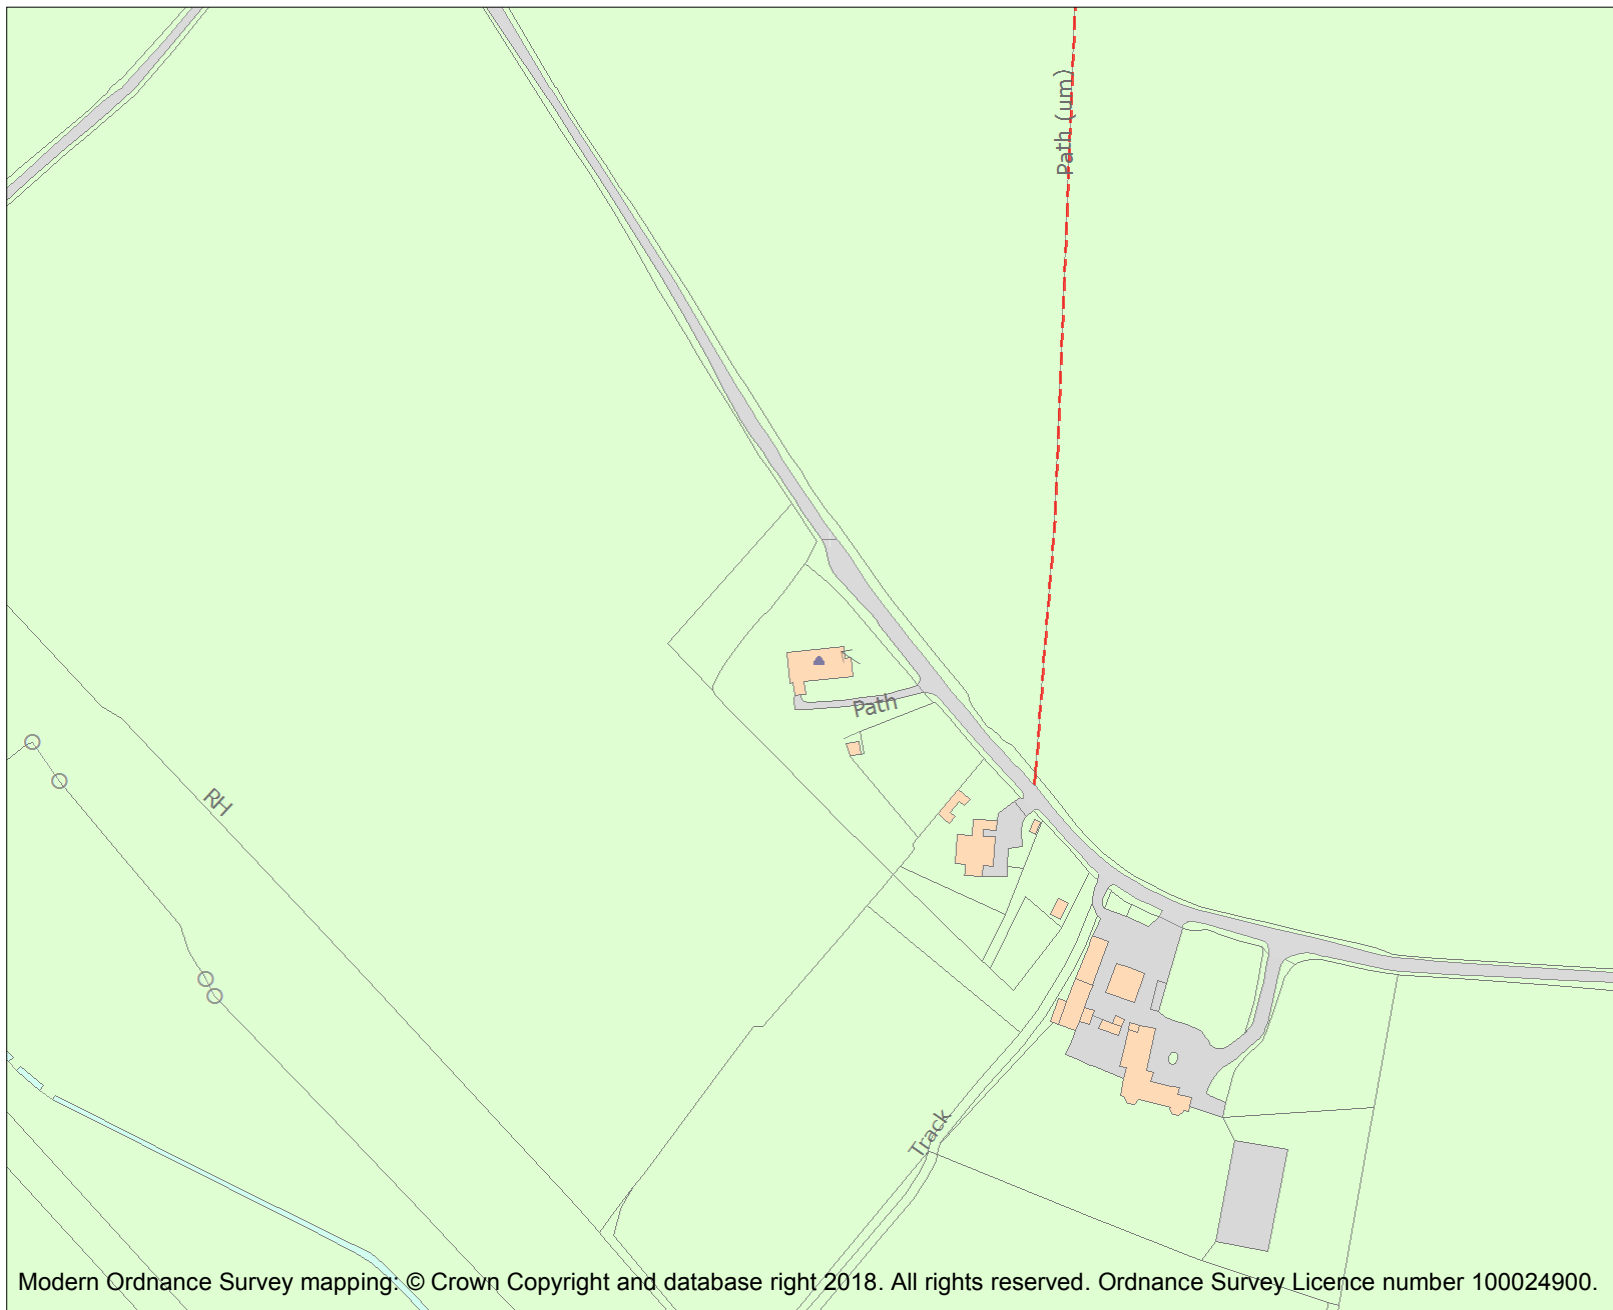 Path (um)
Path
RH
Track
Modern Ordnance Survey mapping: © Crown Copyright and database right 2018. All rights reserved. Ordnance Survey Licence number 100024900.